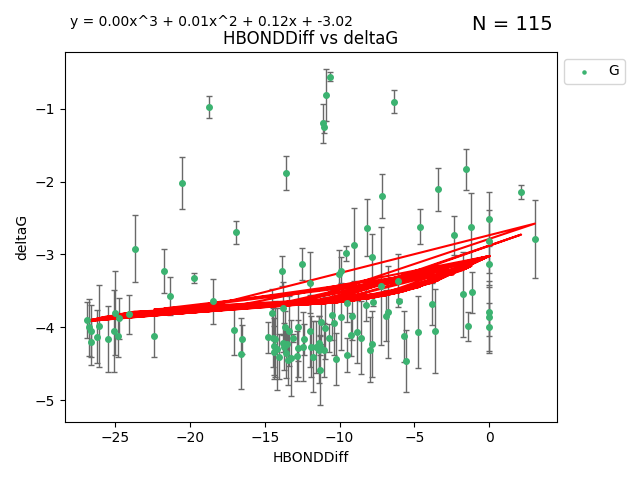 y = 0.00x^3 + 0.01x^2 + 0.12x + -3.02
N = 115
HBONDDiff vs deltaG
G
deltaG
−1
−2
−3
−4
−5
−25
−20
−15
−10
−5
0
HBONDDiff